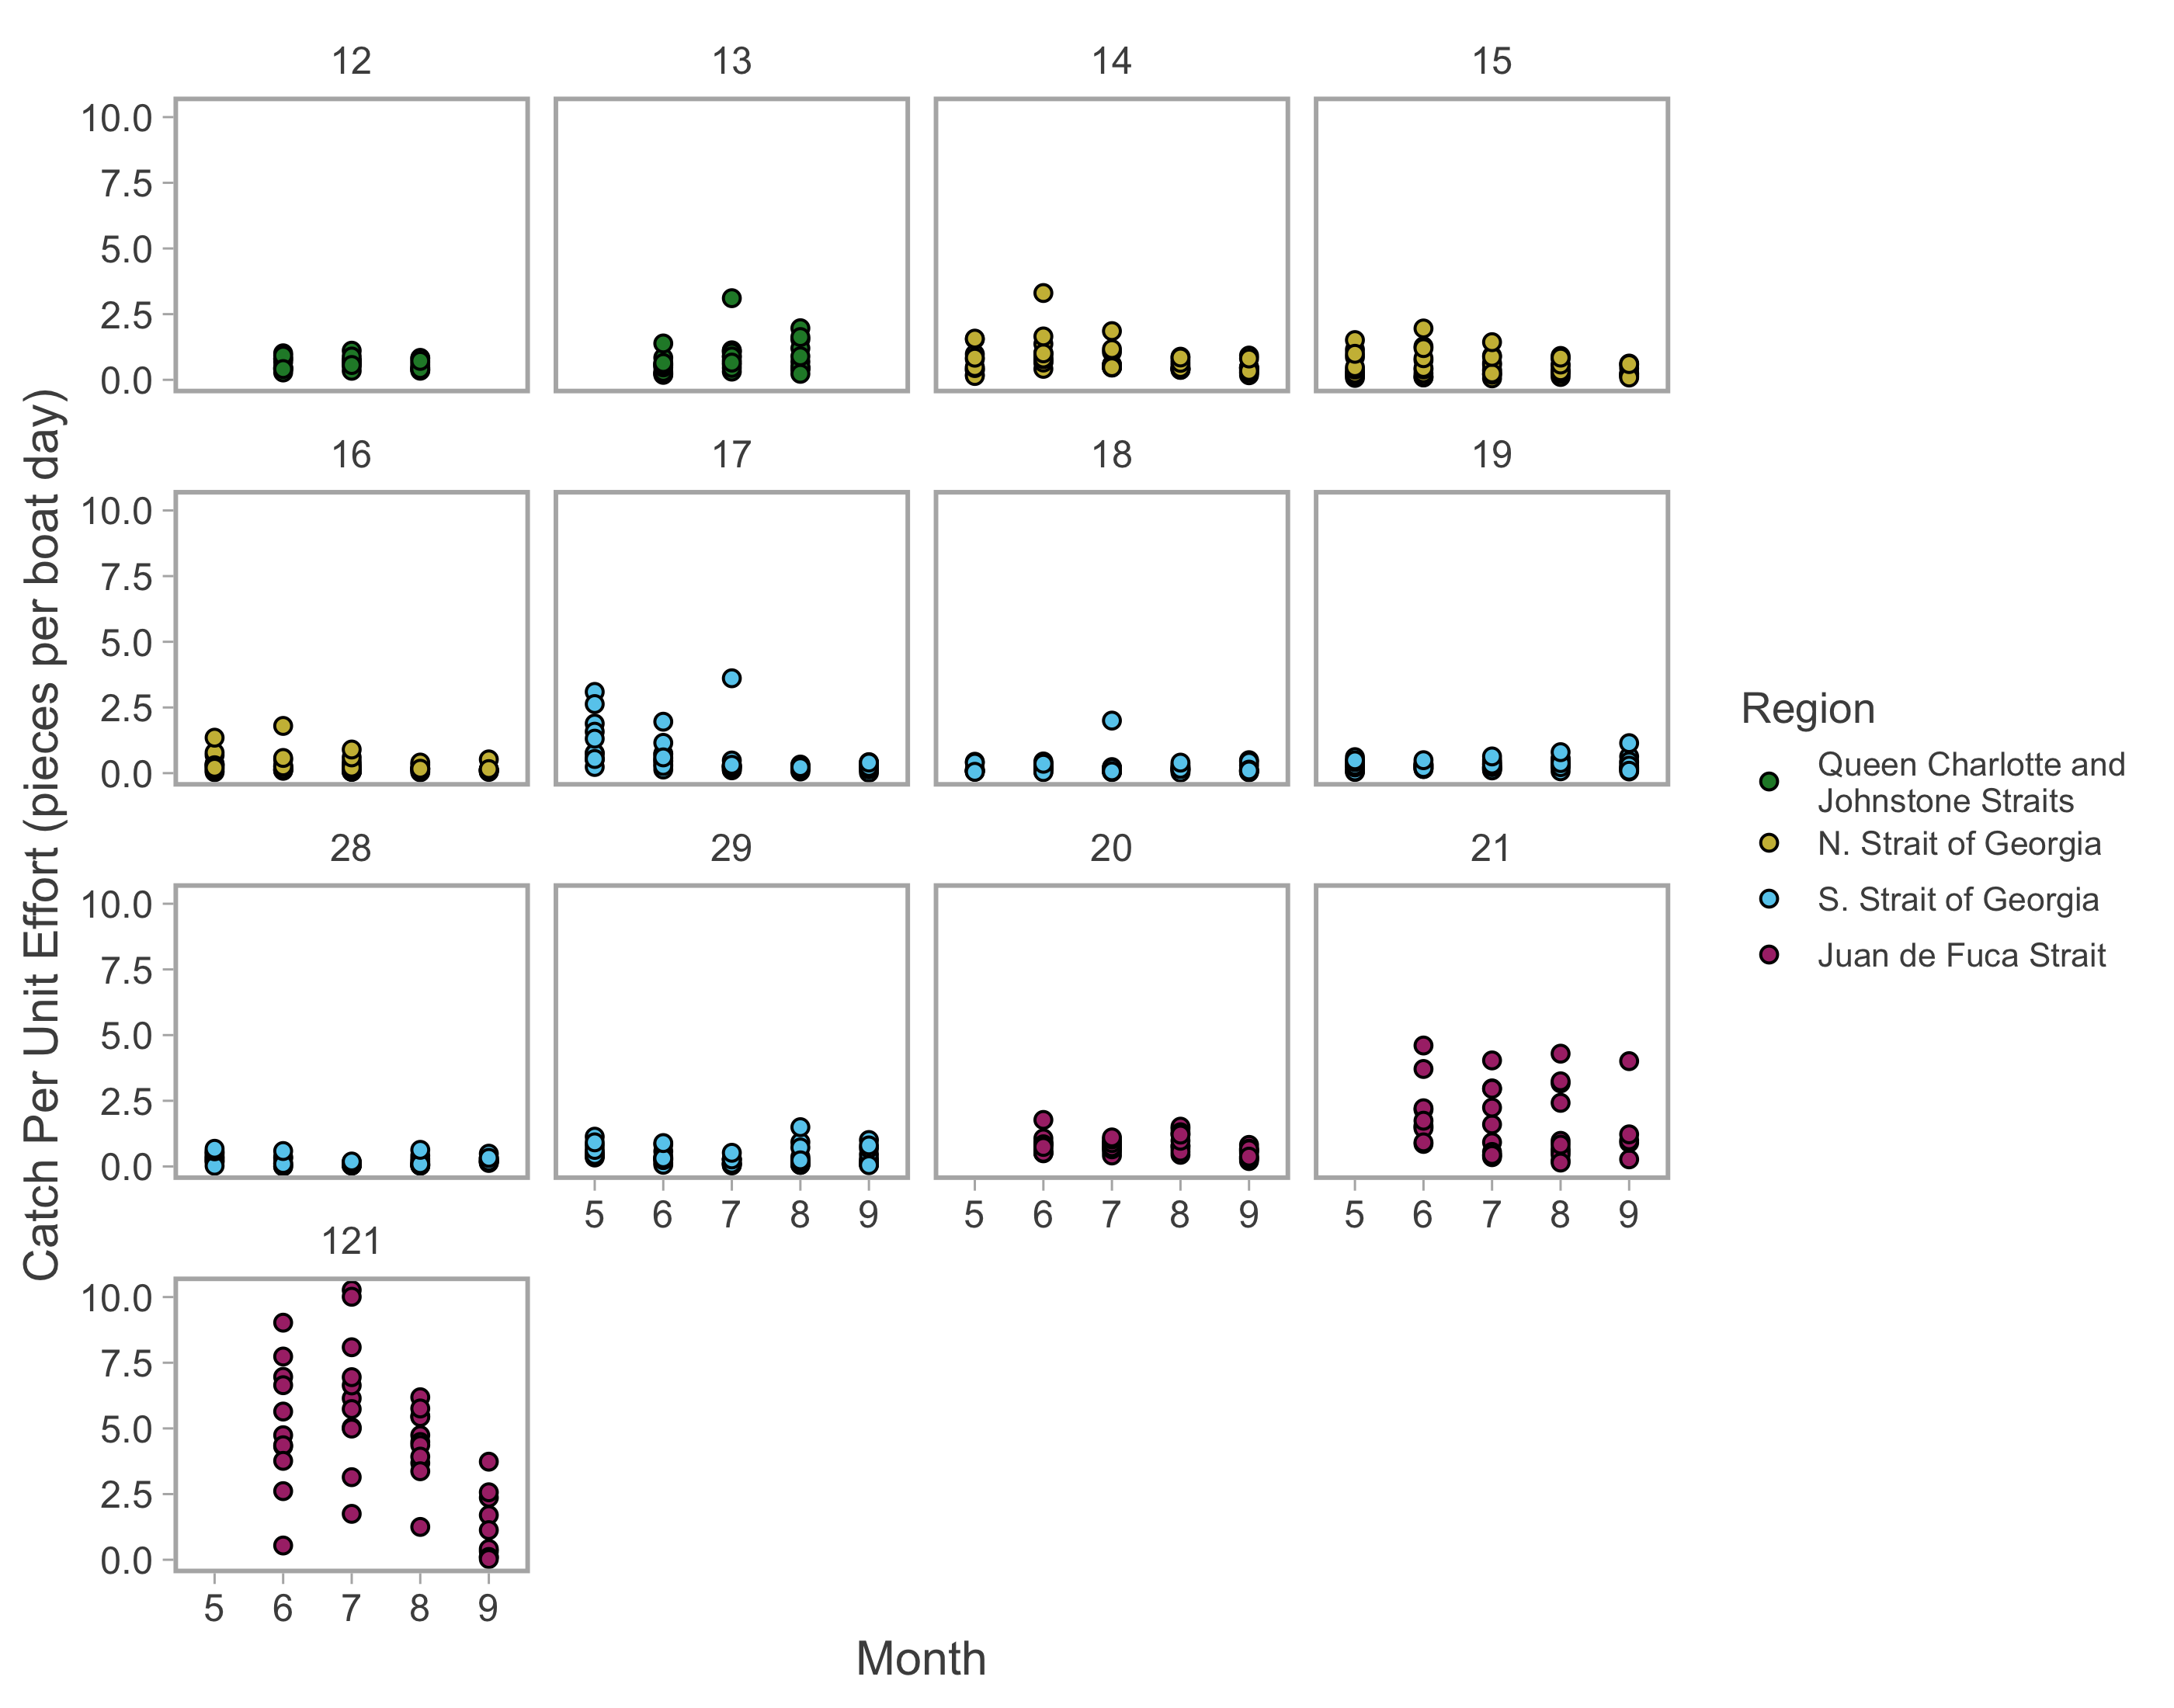 12 13 14 15
10.0
7.5
5.0
2.5
0.0
16 17 18 19
10.0
7.5
5.0
2.5
0.0
28 29 20 21
10.0
7.5
5.0
2.5
0.0
5 6 7 8 9 5 6 7 8 9 5 6 7 8 9
121
10.0
7.5
5.0
2.5
0.0
5 6 7 8 9
Month
Catch Per Unit Effort (pieces per boat day)
Region
Queen Charlotte and
Johnstone Straits
N. Strait of Georgia
S. Strait of Georgia
Juan de Fuca Strait